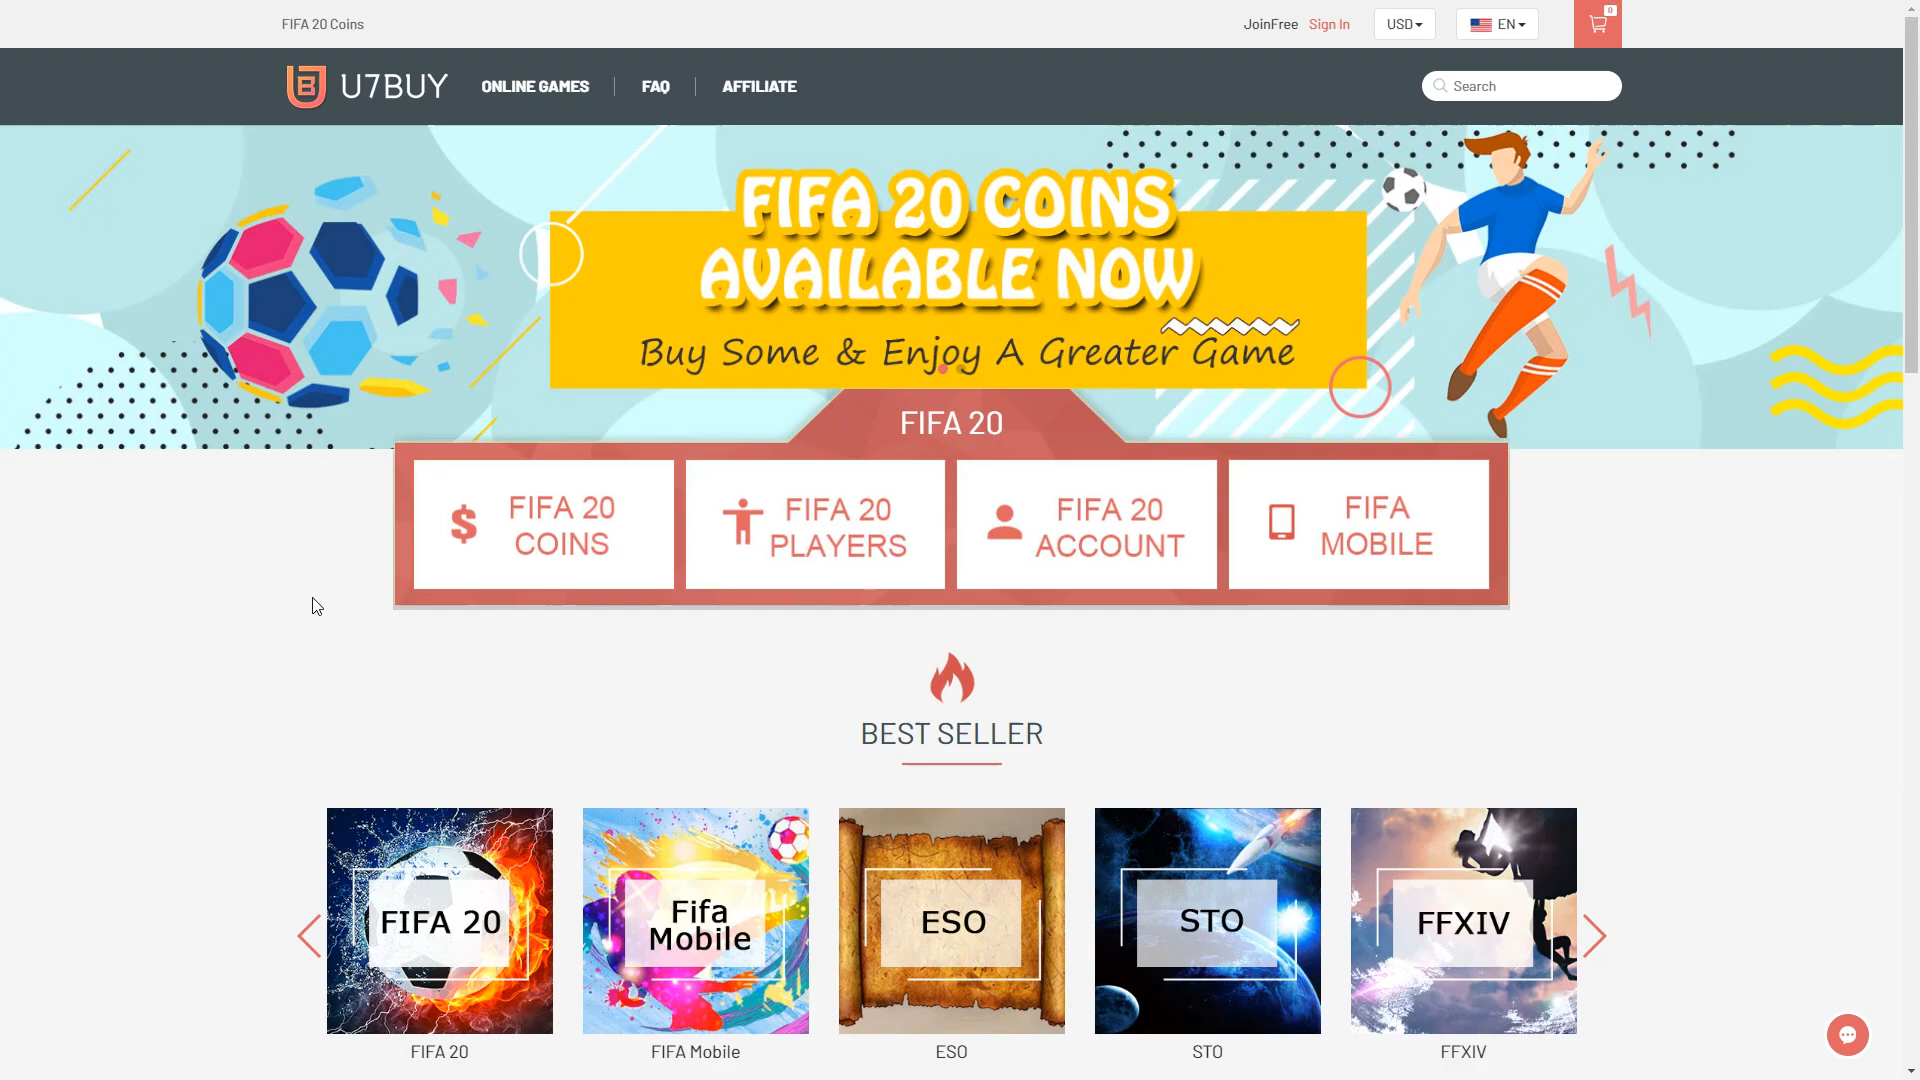 FIFA 20 Coins
JoinFree Sign In USD EN 0
U7BUY ONLINE GAMES FAQ AFFILIATE Search
FIFA 20 COINS
AVAILABLE NOW
Buy Some & Enjoy A Greater Game
FIFA 20
$ FIFA 20
COINS
FIFA 20
PLAYERS
FIFA 20
ACCOUNT
FIFA
MOBILE
BEST SELLER
FIFA 20
Fifa
Mobile
ESO
STO
FFXIV
FIFA 20 FIFA Mobile ESO STO FFXIV